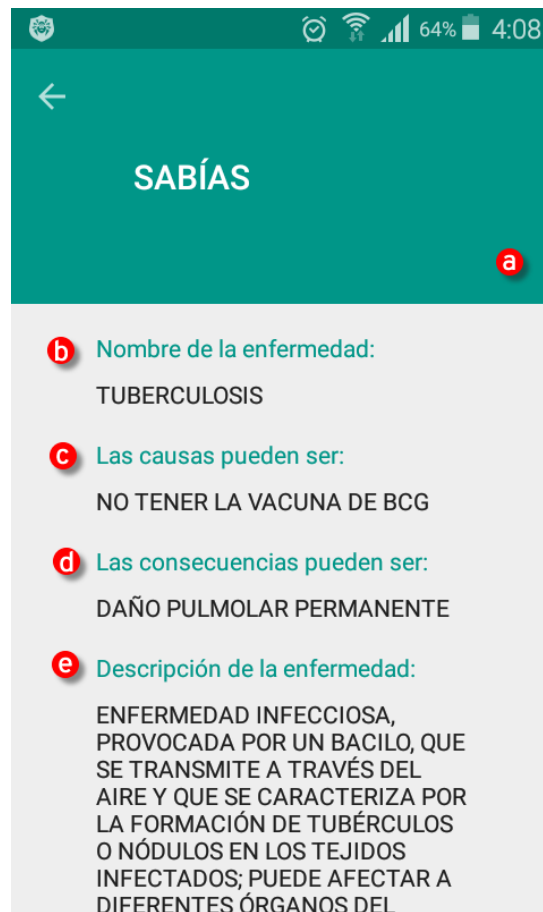 64% 4:08
SABÍAS
a
b Nombre de la enfermedad:
TUBERCULOSIS
c Las causas pueden ser:
NO TENER LA VACUNA DE BCG
d Las consecuencias pueden ser:
DAÑO PULMOLAR PERMANENTE
e Descripción de la enfermedad:
ENFERMEDAD INFECCIOSA,
PROVOCADA POR UN BACILO, QUE
SE TRANSMITE A TRAVÉS DEL
AIRE Y QUE SE CARACTERIZA POR
LA FORMACIÓN DE TUBÉRCULOS
O NÓDULOS EN LOS TEJIDOS
INFECTADOS; PUEDE AFECTAR A
DIFERENTES ÓRGANOS DEL